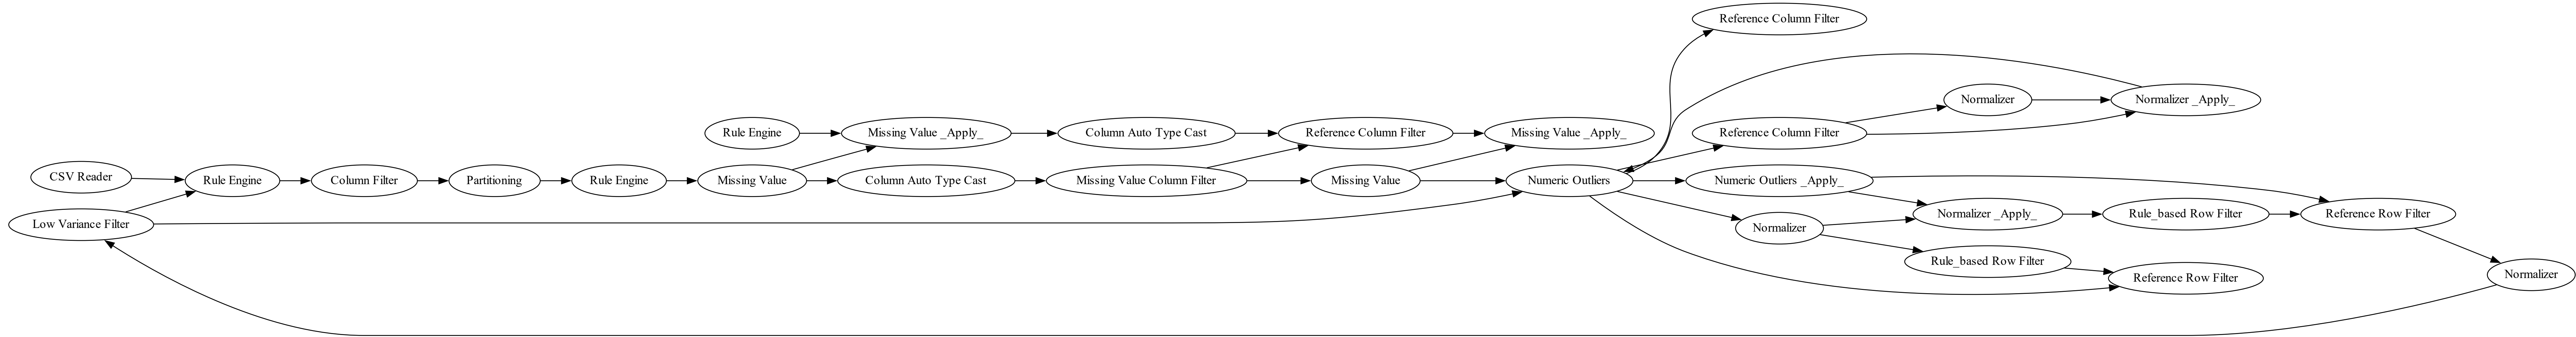 Reference Column Filter
Normalizer
Normalizer _Apply_
Rule Engine
Missing Value _Apply_
Column Auto Type Cast
Reference Column Filter
Missing Value _Apply_
Reference Column Filter
CSV Reader
Rule Engine
Column Filter
Partitioning
Rule Engine
Missing Value
Column Auto Type Cast
Missing Value Column Filter
Missing Value
Numeric Outliers
Numeric Outliers _Apply_
Low Variance Filter
Normalizer
Normalizer _Apply_
Rule_based Row Filter
Reference Row Filter
Rule_based Row Filter
Reference Row Filter
Normalizer